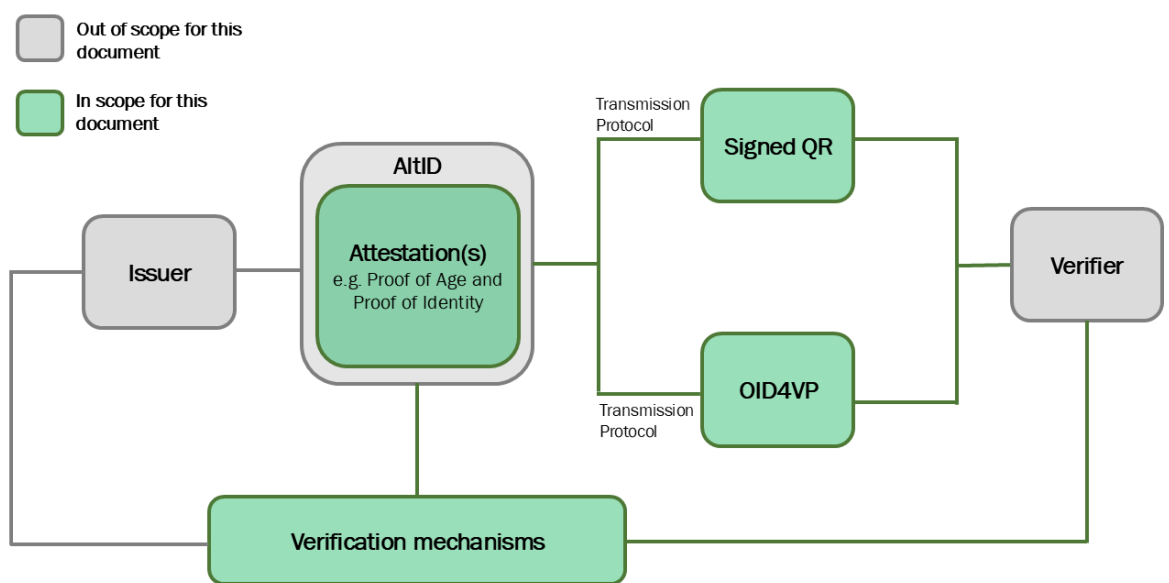 Out of scope for this
document
In scope for this
document
AltID
Attestation(s)
e.g. Proof of Age and
Proof of Identity
Issuer
Transmission
Protocol
Signed QR
Transmission
Protocol
OID4VP
Verifier
Verification mechanisms